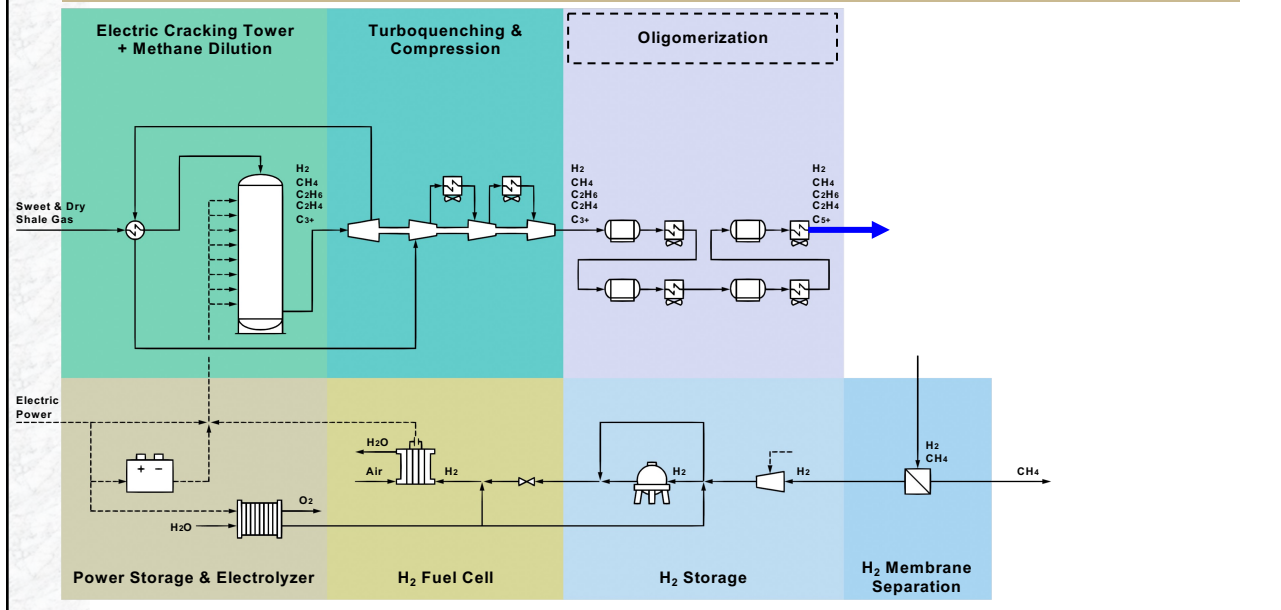 Electric Cracking Tower
+ Methane Dilution
Turboquenching &
Compression
Oligomerization
H2
CH4
C2H6
C2H4
C3+
H2
CH4
C2H6
C2H4
C3+
H2
CH4
C2H6
C2H4
C5+
Sweet & Dry
Shale Gas
Electric
Power
+ −
H2O
O2
H2O
Air
H2
H2
H2
H2
CH4
CH4
Power Storage & Electrolyzer
H₂ Fuel Cell
H₂ Storage
H₂ Membrane
Separation